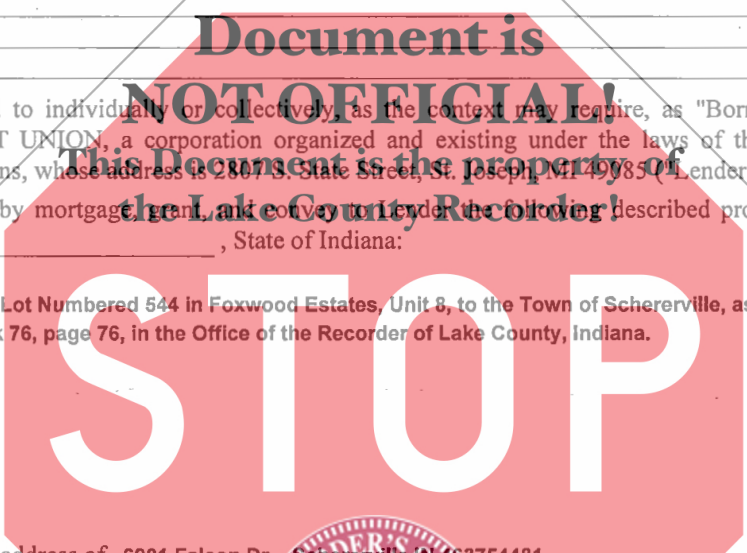 Document is
NOT OFFICIAL!
to individually or collectively, as the context may require, as "Borr
UNION, a corporation organized and existing under the laws of th
This Document is the property of
whose address is 2807 S. State Street, St. Joseph, MI 49085 ("Lender
by mortgage, grant, and convey to Lender the following described pro
the Lake County Recorder!
, State of Indiana:
Lot Numbered 544 in Foxwood Estates, Unit 8, to the Town of Schererville, as
76, page 76, in the Office of the Recorder of Lake County, Indiana.
STOP
address of